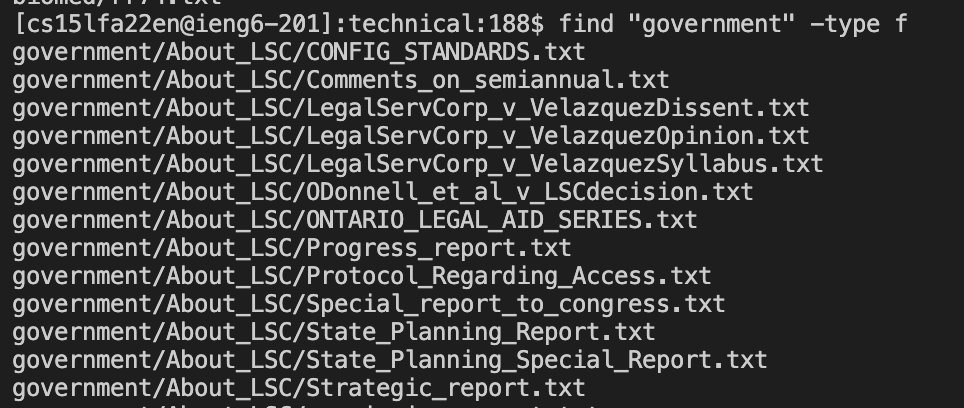 [cs15lfa22en@ieng6-201]:technical:188$ find "government" -type f
government/About_LSC/CONFIG_STANDARDS.txt
government/About_LSC/Comments_on_semiannual.txt
government/About_LSC/LegalServCorp_v_VelazquezDissent.txt
government/About_LSC/LegalServCorp_v_VelazquezOpinion.txt
government/About_LSC/LegalServCorp_v_VelazquezSyllabus.txt
government/About_LSC/ODonnell_et_al_v_LSCdecision.txt
government/About_LSC/ONTARIO_LEGAL_AID_SERIES.txt
government/About_LSC/Progress_report.txt
government/About_LSC/Protocol_Regarding_Access.txt
government/About_LSC/Special_report_to_congress.txt
government/About_LSC/State_Planning_Report.txt
government/About_LSC/State_Planning_Special_Report.txt
government/About_LSC/Strategic_report.txt